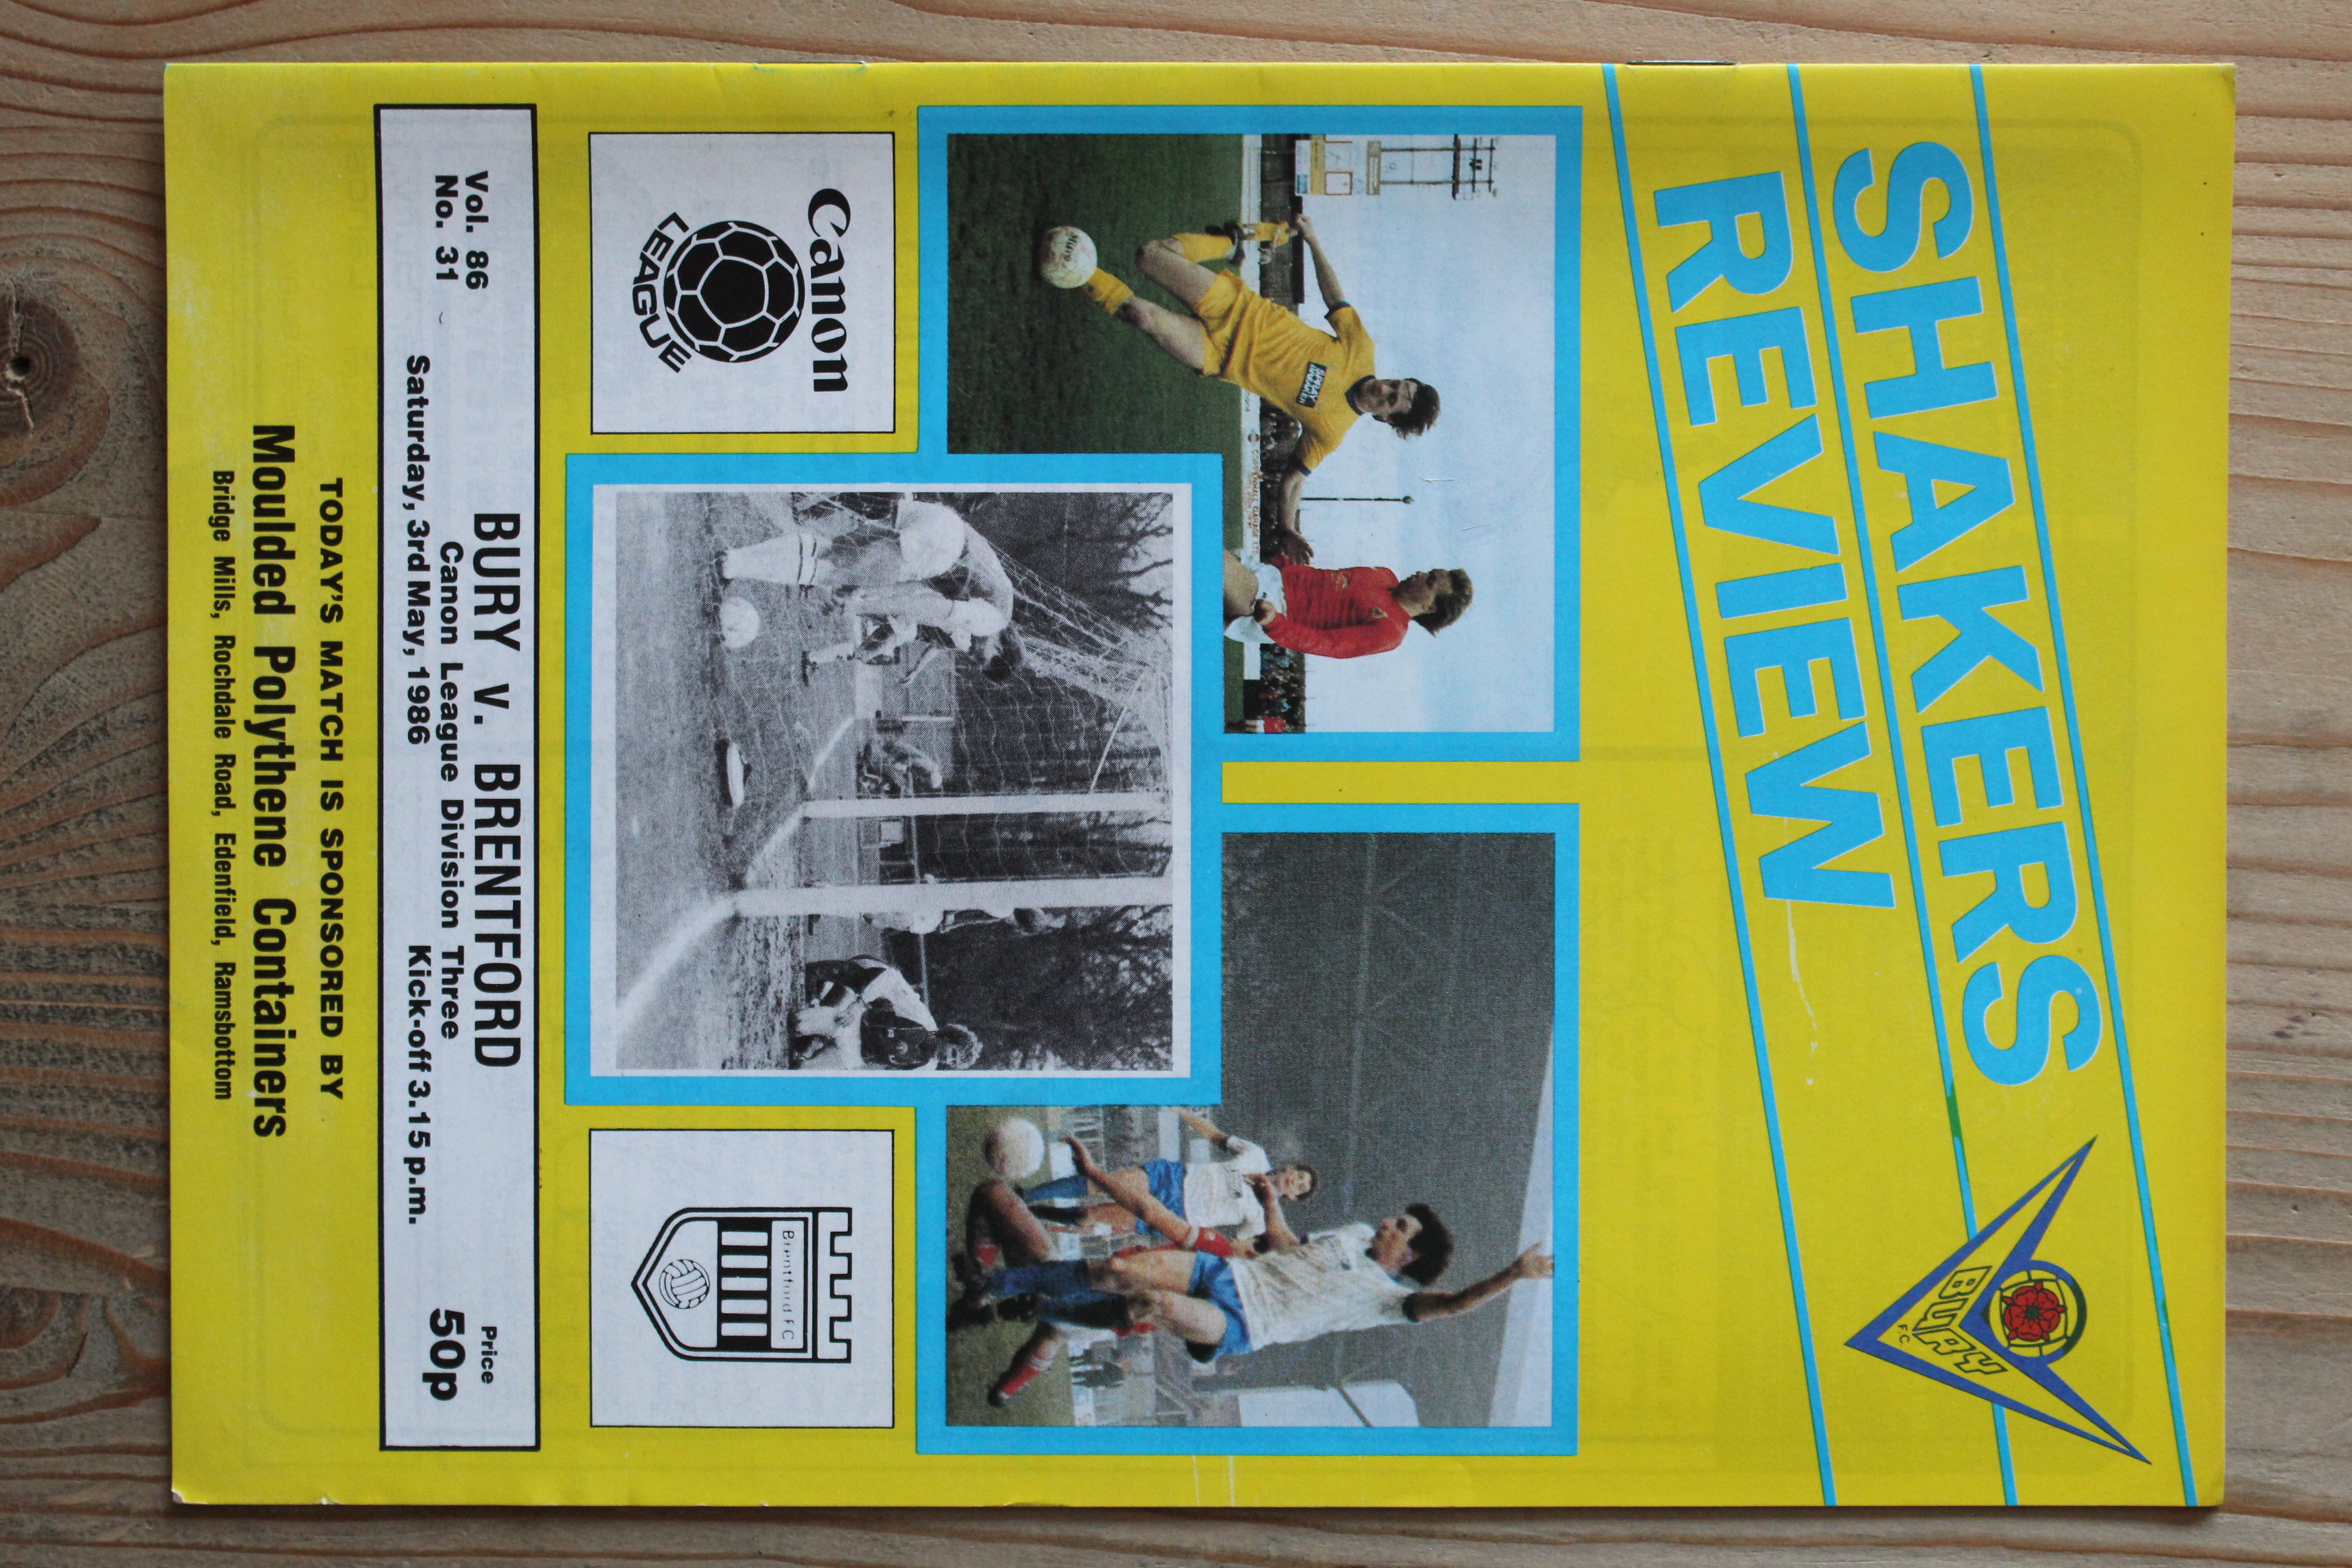 SHAKERS
REVIEW
BURY
F.C.
SPRAY
Mitre
Canon
LEAGUE
Brentford FC
BURY v. BRENTFORD
Vol. 86
No. 31
Canon League Division Three
Saturday, 3rd May, 1986
Kick-off 3.15 p.m.
Price
50p
TODAY'S MATCH IS SPONSORED BY
Moulded Polythene Containers
Bridge Mills, Rochdale Road, Edenfield, Ramsbottom